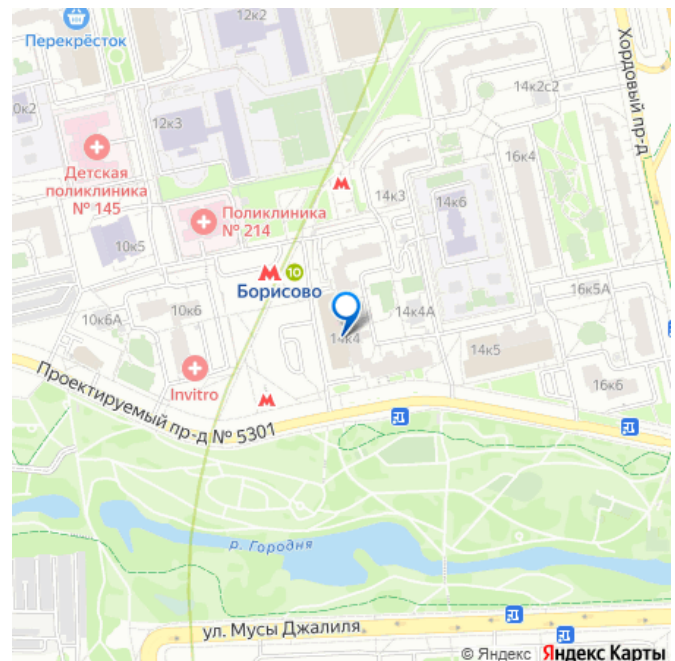 12к2
Перекрёсток
Хордовый пр-д
14к2с2
10к2
12к3
16к4
Детская
поликлиника
№ 145
14к3
14к6
Поликлиника
№ 214
10к5
10
Борисово
16к5А
14к4А
10к6А
10к6
14к4
14к5
Invitro
16к6
Проектируемый пр-д № 5301
р. Городня
ул. Мусы Джалиля
© Яндекс Яндекс Карты